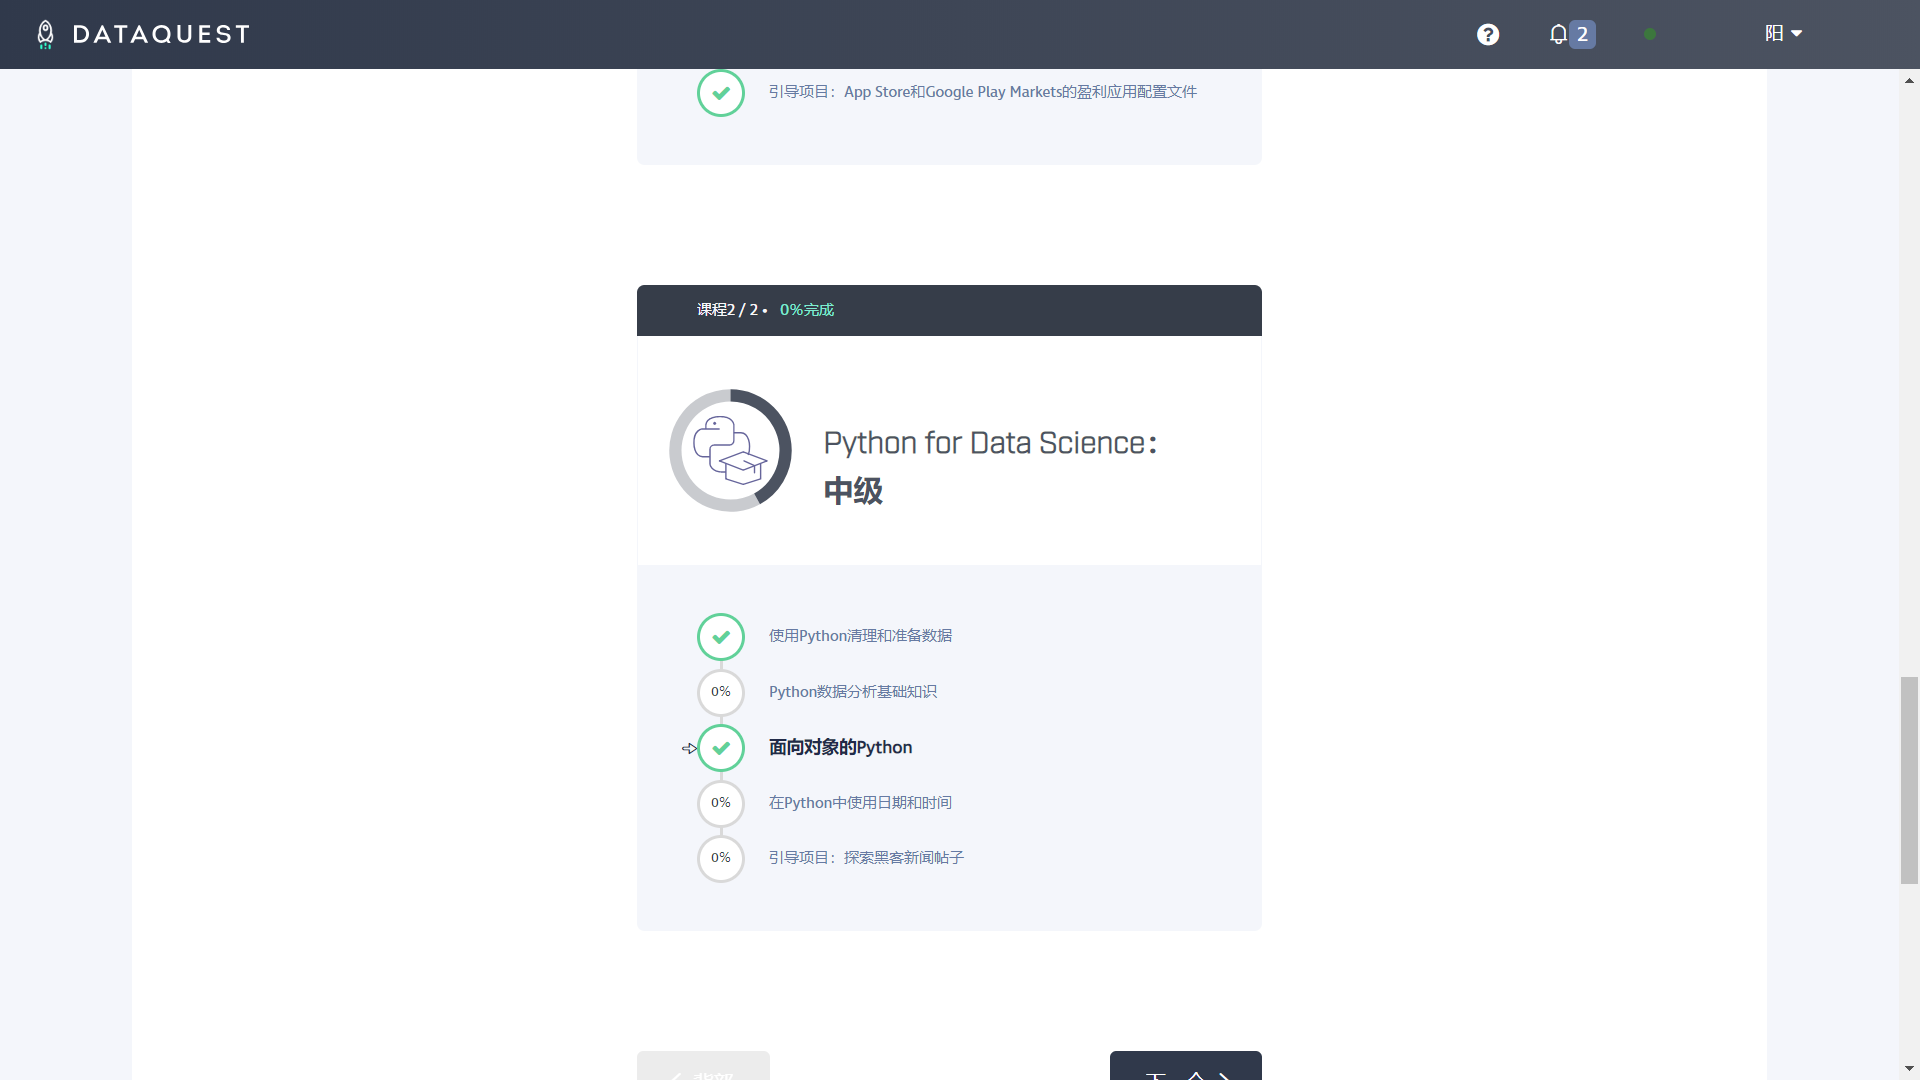 DATAQUEST
2
阳
引导项目：App Store和Google Play Markets的盈利应用配置文件
课程2 / 2 • 0%完成
Python for Data Science：
中级
使用Python清理和准备数据
0%
Python数据分析基础知识
面向对象的Python
0%
在Python中使用日期和时间
0%
引导项目：探索黑客新闻帖子